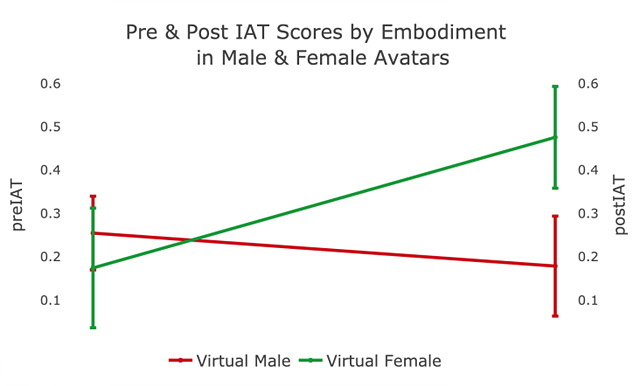 Pre & Post IAT Scores by Embodiment
in Male & Female Avatars
0.6
0.5
0.4
0.3
0.2
0.1
preIAT
0.6
0.5
0.4
0.3
0.2
0.1
postIAT
Virtual Male
Virtual Female